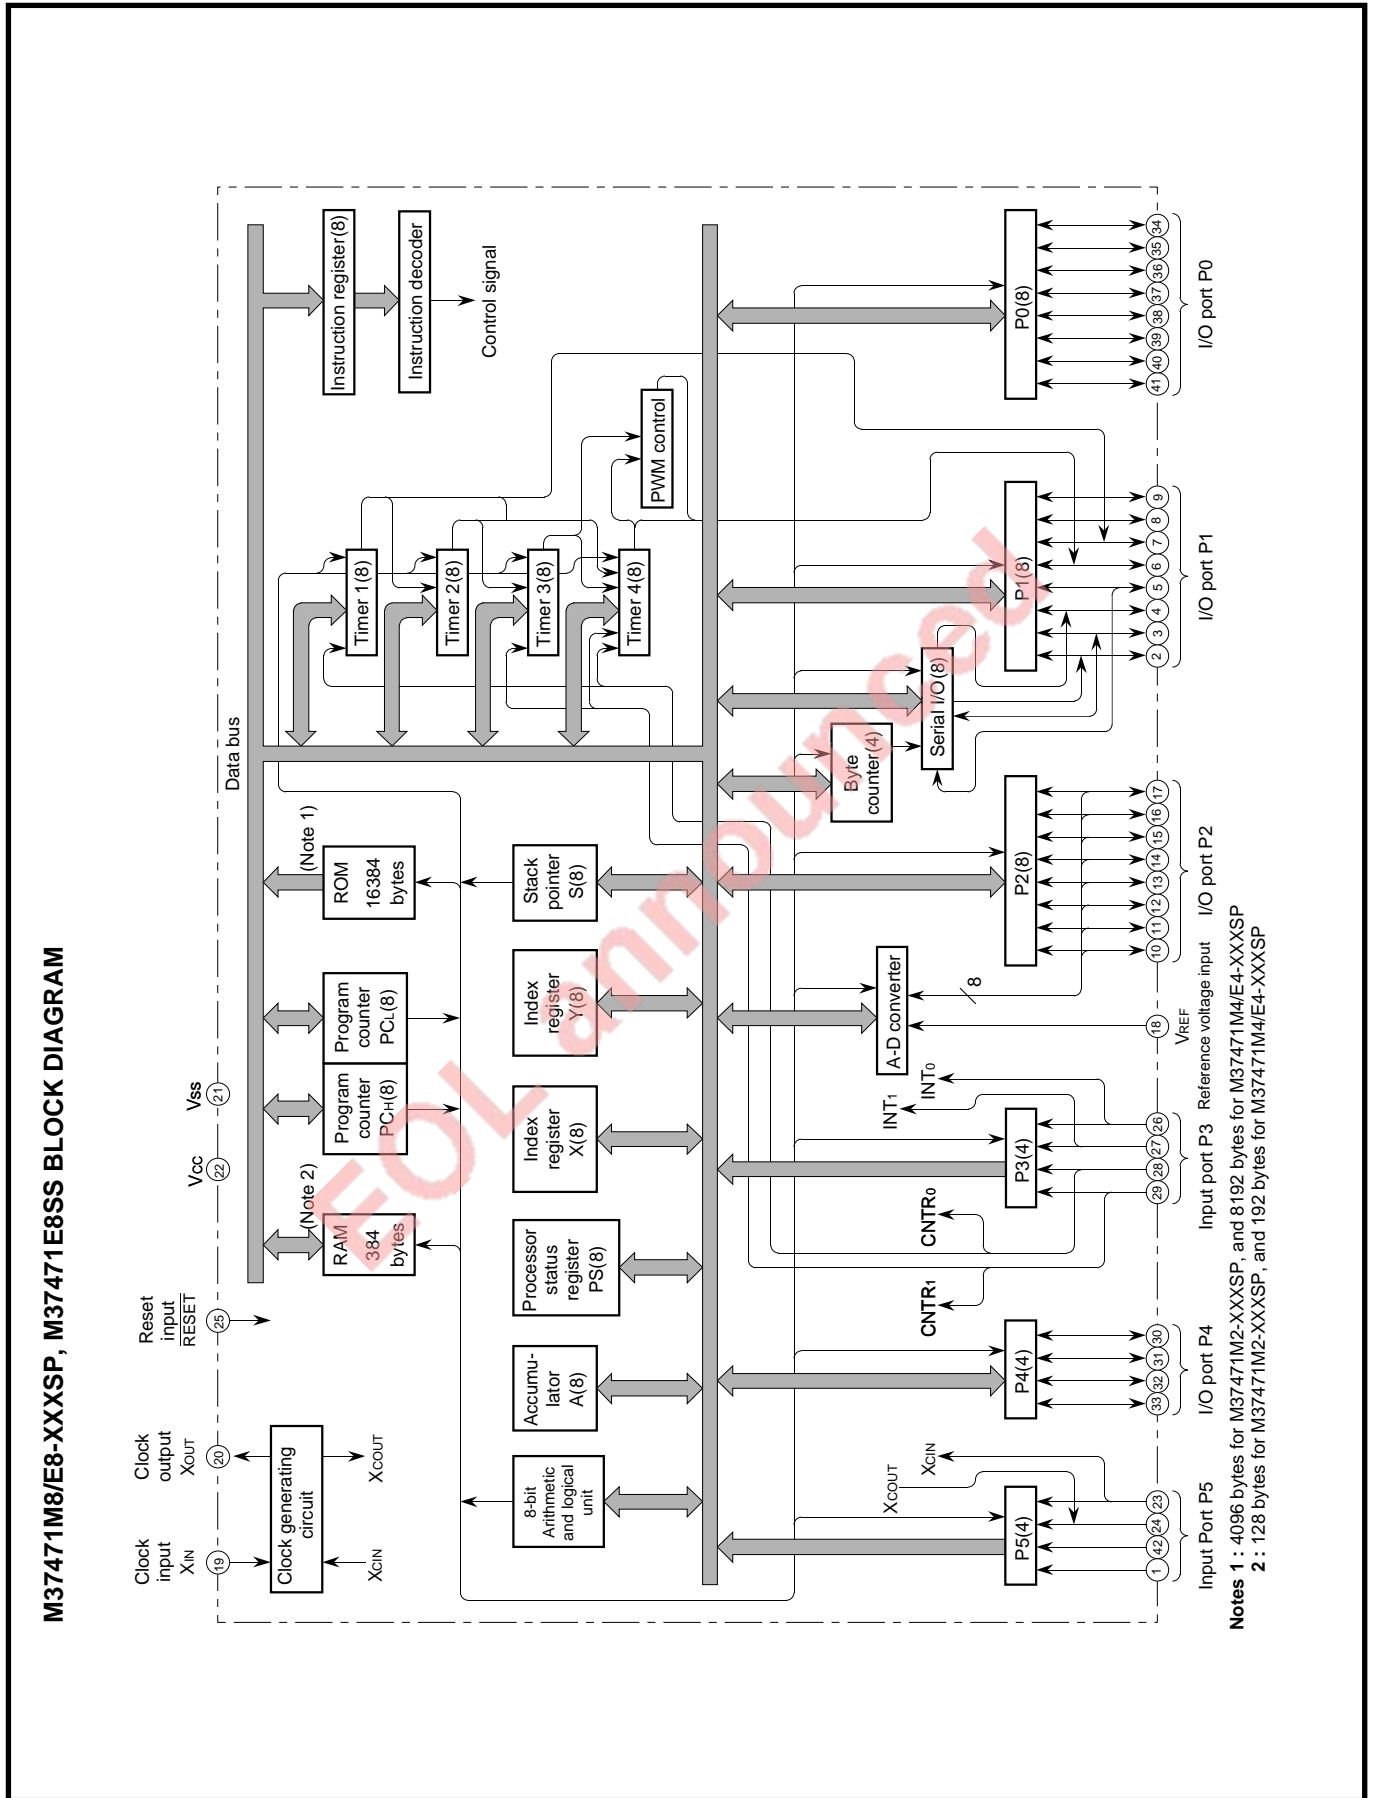 M37471M8/E8-XXXSP, M37471E8SS BLOCK DIAGRAM
Clock
input
XIN
Clock
output
XOUT
Reset
input
RESET
VCC
VSS
19
20
25
22
21
Data bus
Clock generating
circuit
XCIN
XCOUT
RAM
384
bytes
(Note 2)
Program
counter
PCH(8)
Program
counter
PCL(8)
ROM
16384
bytes
(Note 1)
Timer 1(8)
Timer 2(8)
Timer 3(8)
Timer 4(8)
Instruction register(8)
Instruction decoder
Control signal
PWM control
8-bit
Arithmetic
and logical
unit
Accumu-
lator
A(8)
Processor
status
register
PS(8)
Index
register
X(8)
Index
register
Y(8)
Stack
pointer
S(8)
Byte
counter(4)
Serial I/O(8)
A-D converter
8
XCOUT
XCIN
CNTR1
CNTR0
INT1
INT0
P5(4)
P4(4)
P3(4)
P2(8)
P1(8)
P0(8)
1
42
24
23
33
32
31
30
29
28
27
26
18
10
11
12
13
14
15
16
17
2
3
4
5
6
7
8
9
41
40
39
38
37
36
35
34
VREF
Input Port P5
I/O port P4
Input port P3
Reference voltage input
I/O port P2
I/O port P1
I/O port P0
Notes 1 : 4096 bytes for M37471M2-XXXSP, and 8192 bytes for M37471M4/E4-XXXSP
2 : 128 bytes for M37471M2-XXXSP, and 192 bytes for M37471M4/E4-XXXSP
EOL announced